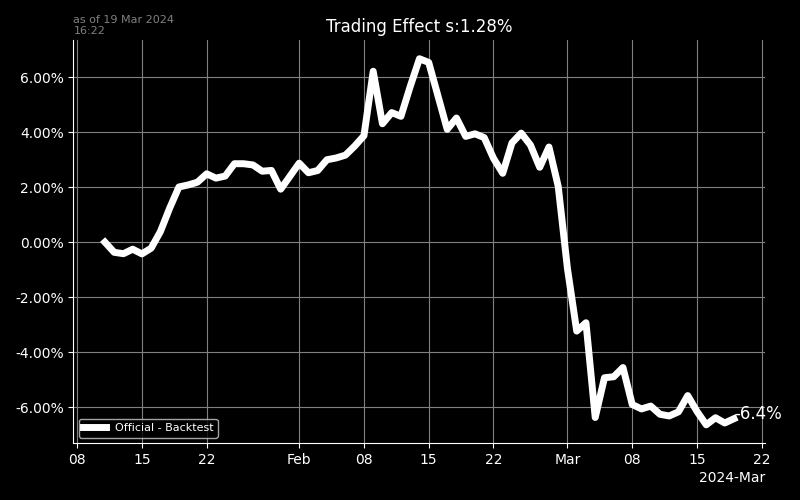 as of 19 Mar 2024
16:22
Trading Effect s:1.28%
6.00%
4.00%
2.00%
0.00%
-2.00%
-4.00%
-6.00%
-6.4%
Official - Backtest
08 15 22 Feb 08 15 22 Mar 08 15 22
2024-Mar